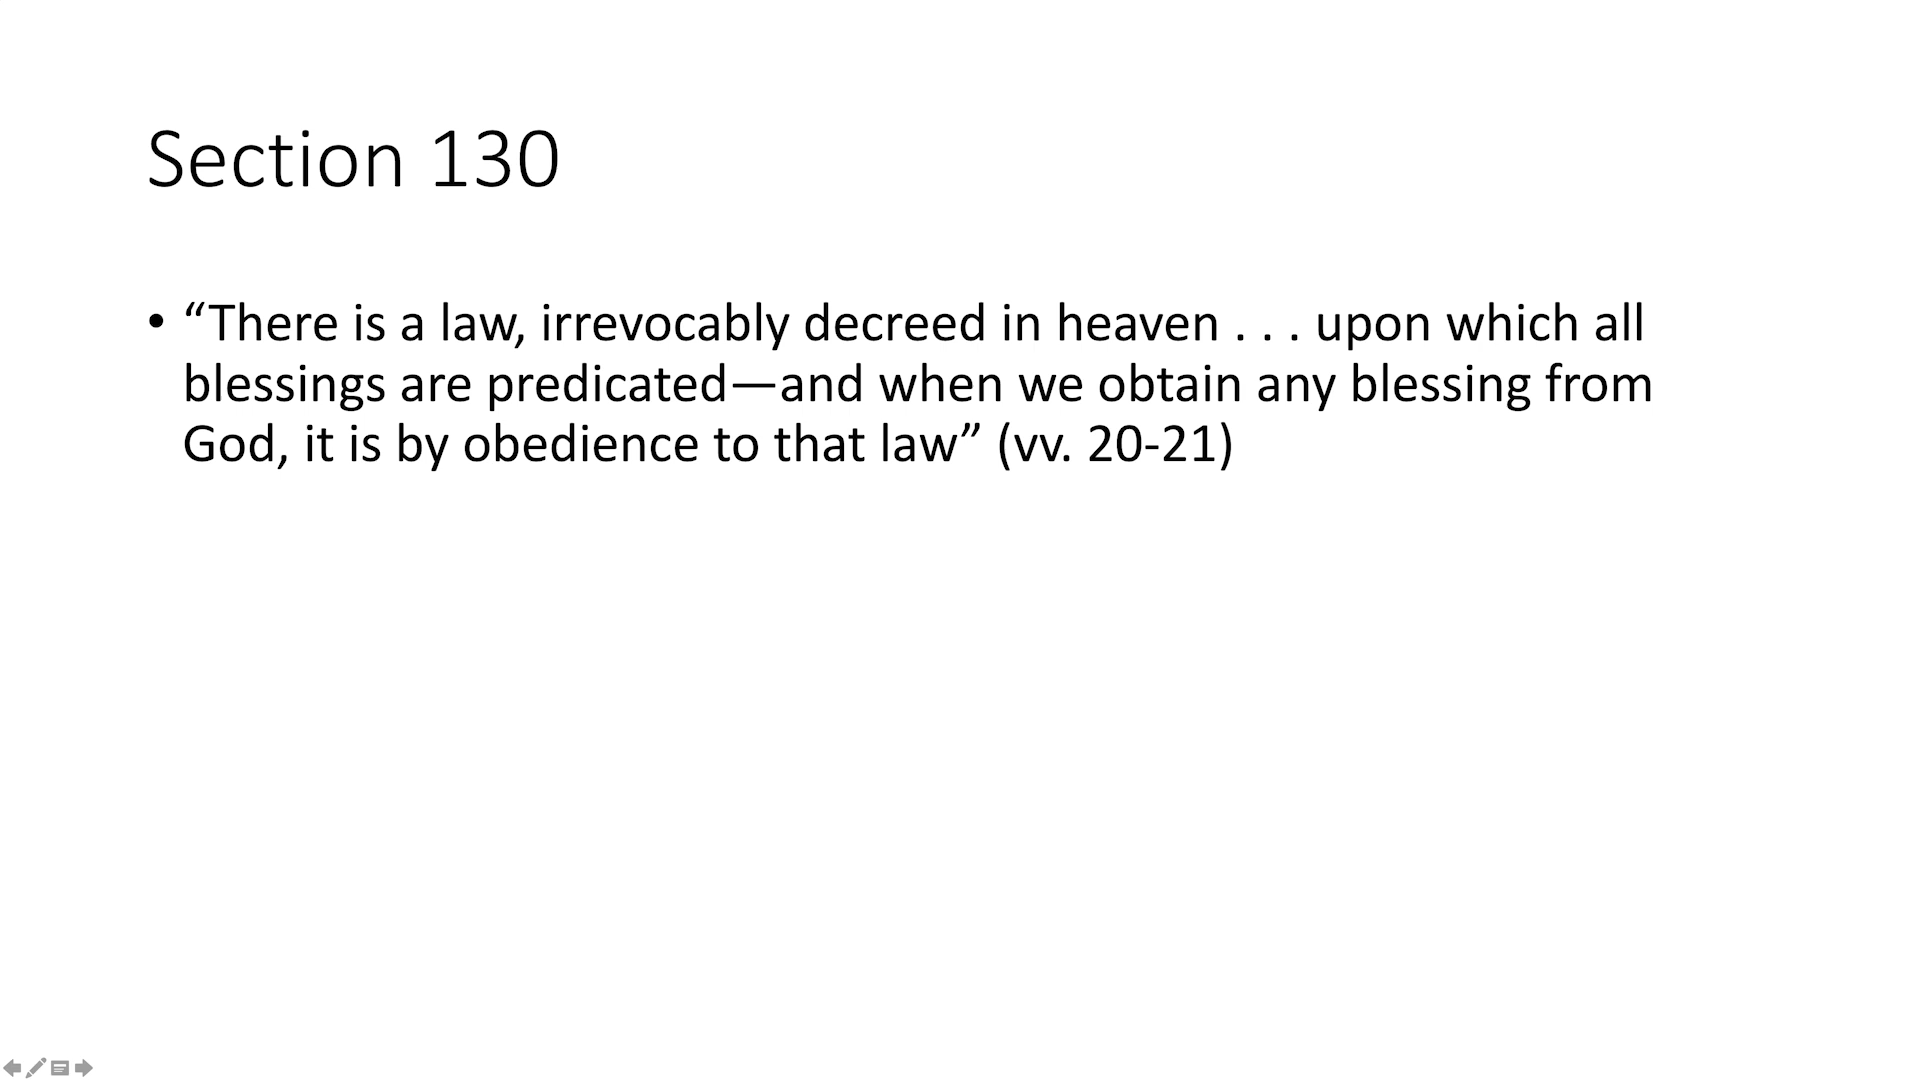 Section 130
• “There is a law, irrevocably decreed in heaven . . . upon which all
blessings are predicated—and when we obtain any blessing from
God, it is by obedience to that law” (vv. 20-21)